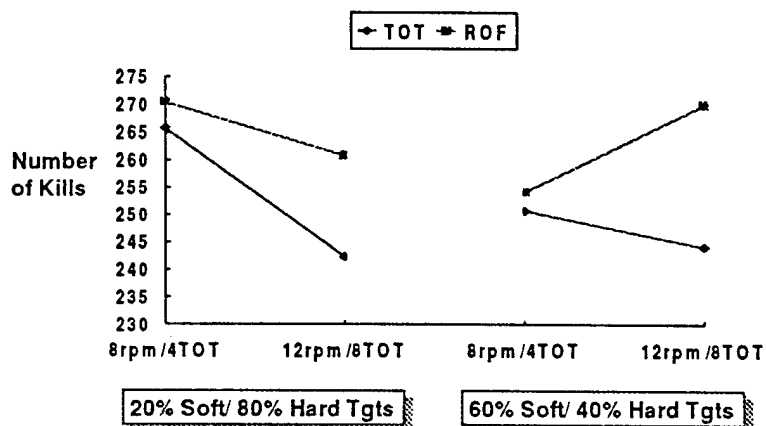 TOT ROF
275
270
265
260
255
250
245
240
235
230
Number
of Kills
8rpm/4TOT 12rpm/8TOT 8rpm/4TOT 12rpm/8TOT
20% Soft/ 80% Hard Tgts 60% Soft/ 40% Hard Tgts